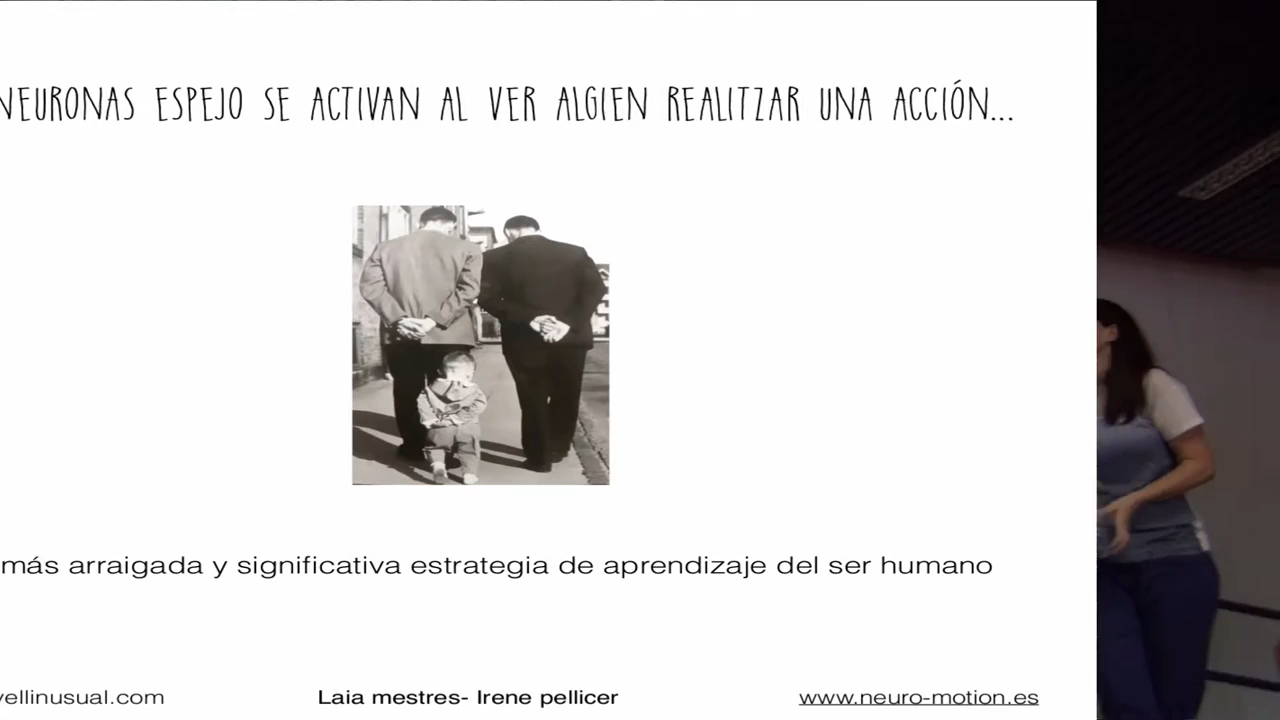 NEURONAS ESPEJO SE ACTIVAN AL VER ALGIEN REALITZAR UNA ACCIÓN...
más arraigada y significativa estrategia de aprendizaje del ser humano
vellinusual.com Laia mestres- Irene pellicer www.neuro-motion.es